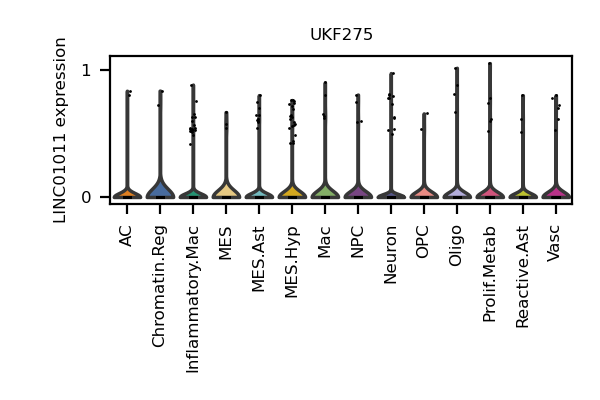 UKF275
LINC01011 expression
1
0
AC
Chromatin.Reg
Inflammatory.Mac
MES
MES.Ast
MES.Hyp
Mac
NPC
Neuron
OPC
Oligo
Prolif.Metab
Reactive.Ast
Vasc